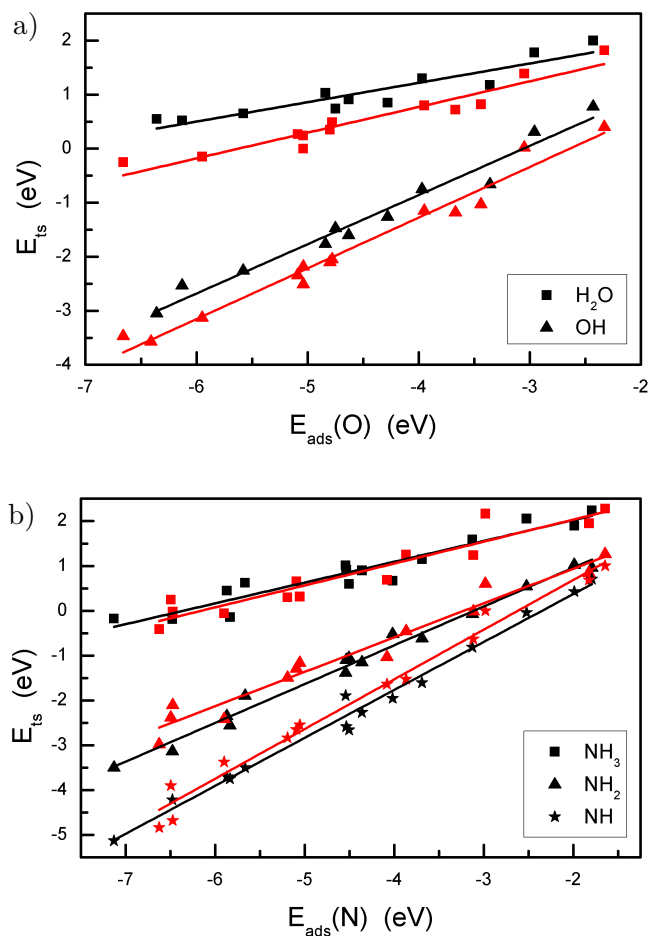 a)
2
1
0
-1
-2
-3
-4
E_ts (eV)
H₂O
OH
-7 -6 -5 -4 -3 -2
E_ads(O) (eV)
b)
2
1
0
-1
-2
-3
-4
-5
E_ts (eV)
NH₃
NH₂
NH
-7 -6 -5 -4 -3 -2
E_ads(N) (eV)